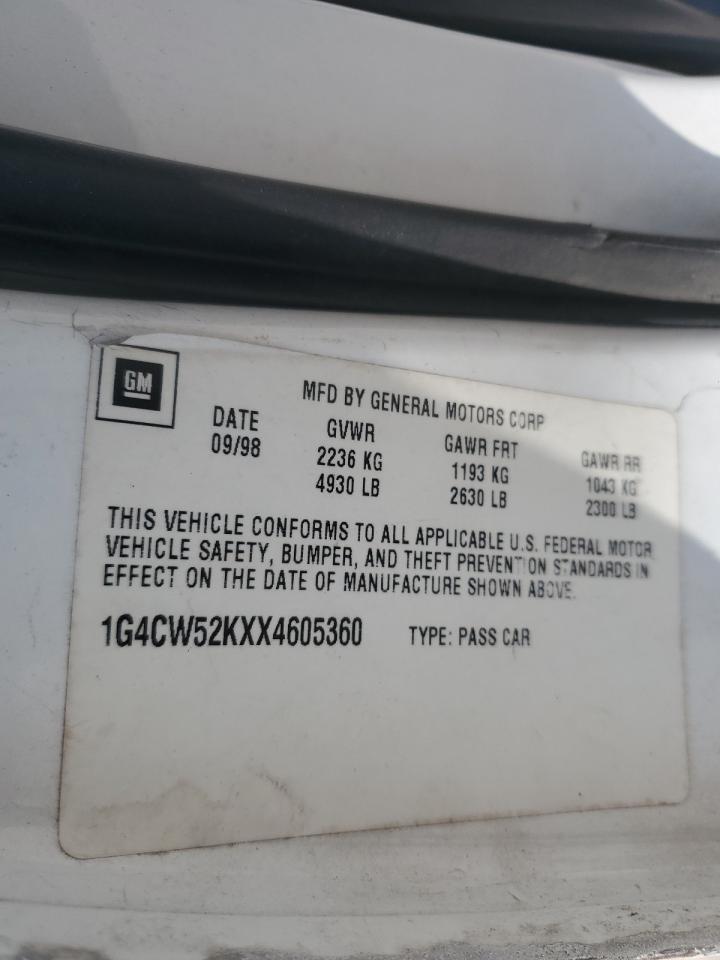 GM
MFD BY GENERAL MOTORS CORP
DATE GVWR GAWR FRT GAWR RR
09/98 2236 KG 1193 KG 1043 KG
4930 LB 2630 LB 2300 LB
THIS VEHICLE CONFORMS TO ALL APPLICABLE U.S. FEDERAL MOTOR
VEHICLE SAFETY, BUMPER, AND THEFT PREVENTION STANDARDS IN
EFFECT ON THE DATE OF MANUFACTURE SHOWN ABOVE.
1G4CW52KXX4605360 TYPE: PASS CAR